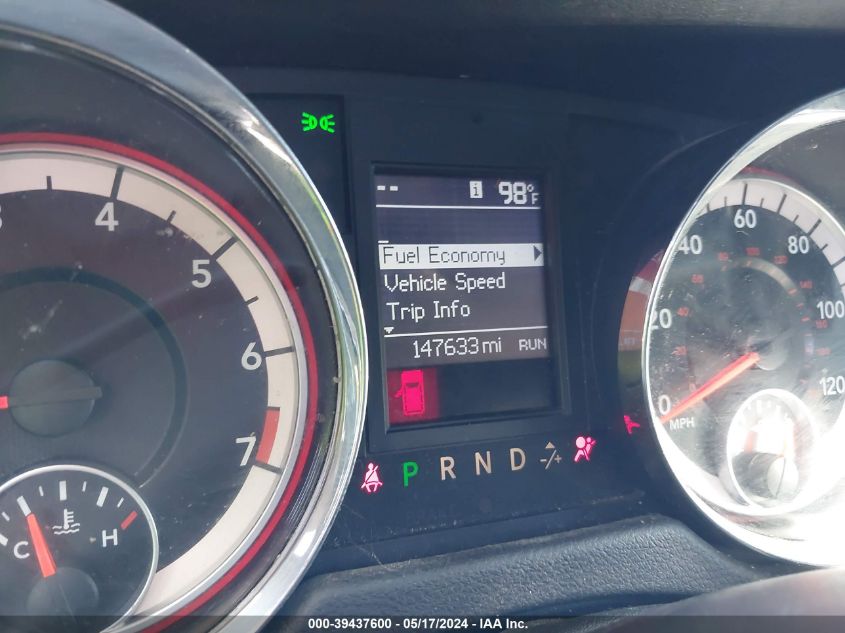 3
4
5
6
7
C
H
--
i 98°F
Fuel Economy
Vehicle Speed
Trip Info
147633 mi RUN
P R N D -/+
20
40
60
80
100
120
0
MPH
000-39437600 / 05/17/2024 - IAA Inc.